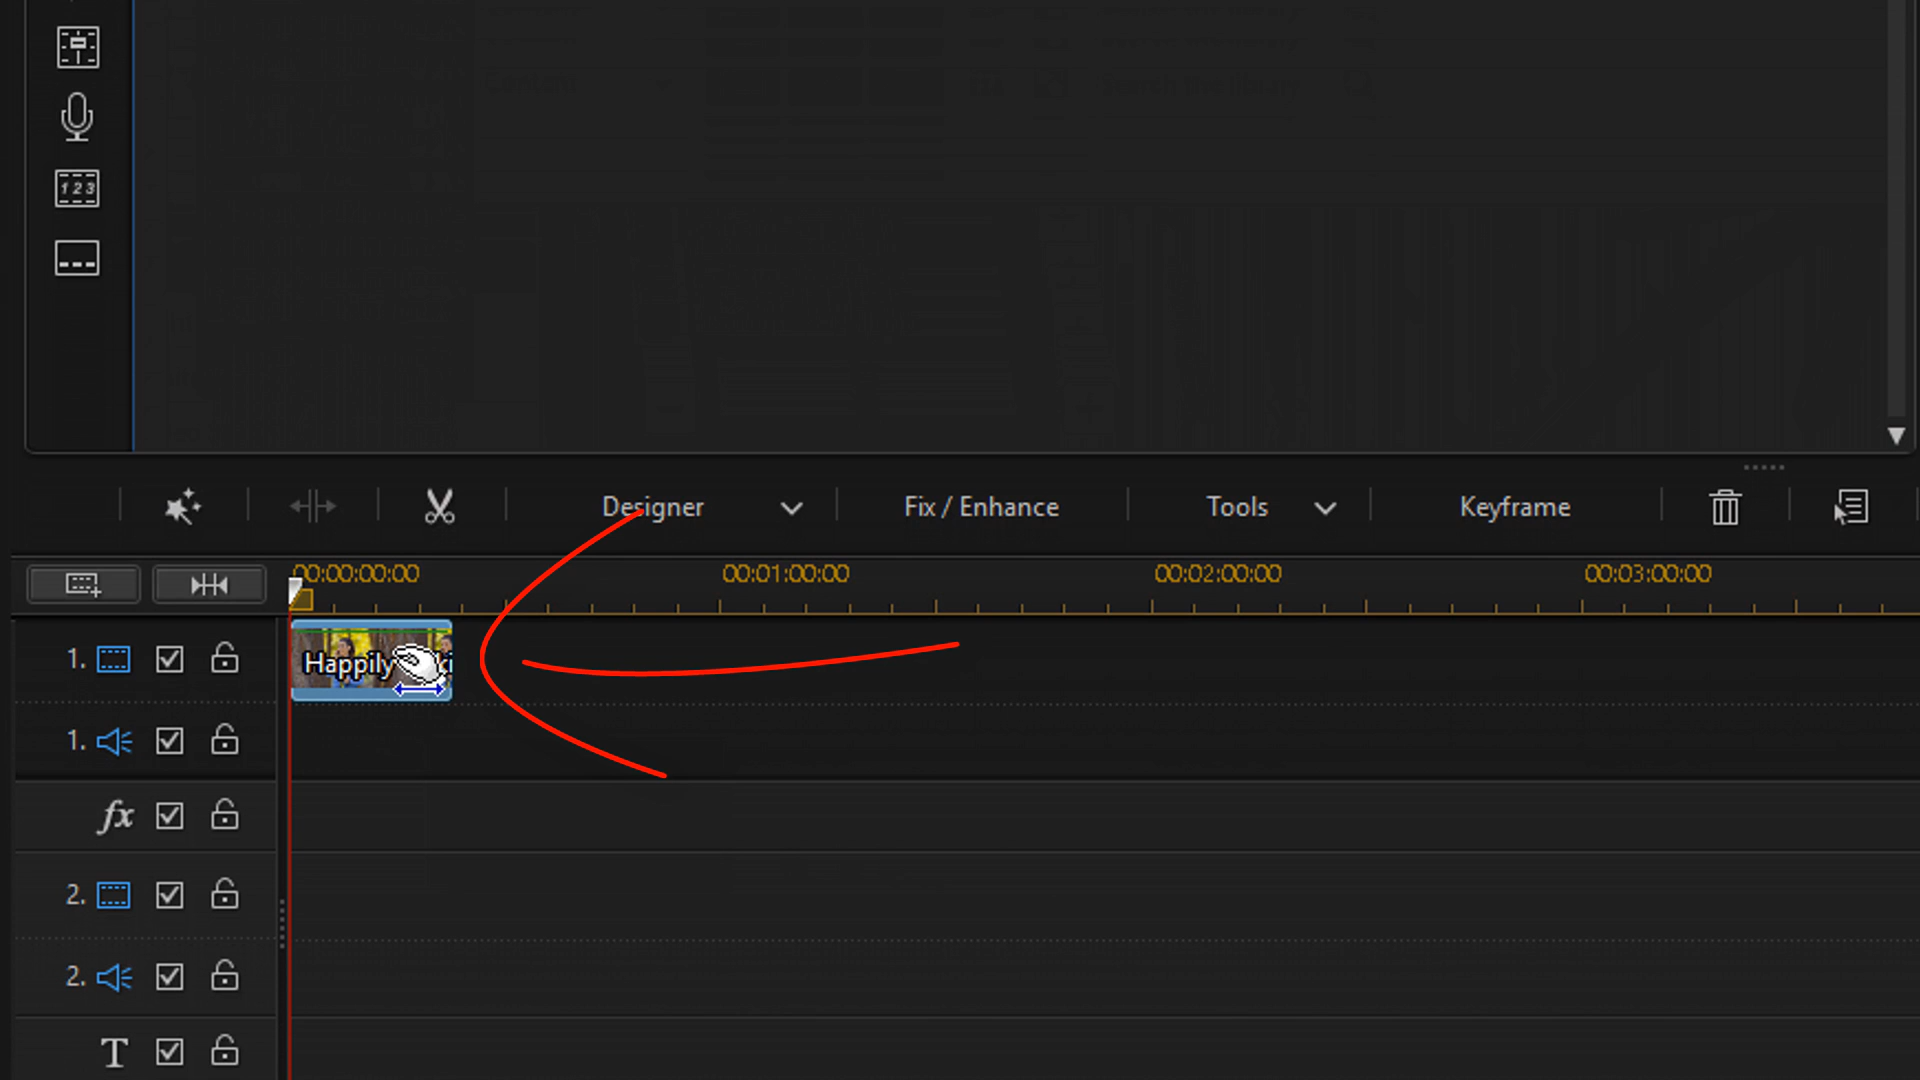 123
Designer Fix / Enhance Tools Keyframe
00:00:00:00 00:01:00:00 00:02:00:00 00:03:00:00
1. Happily
1.
fx
2.
2.
T